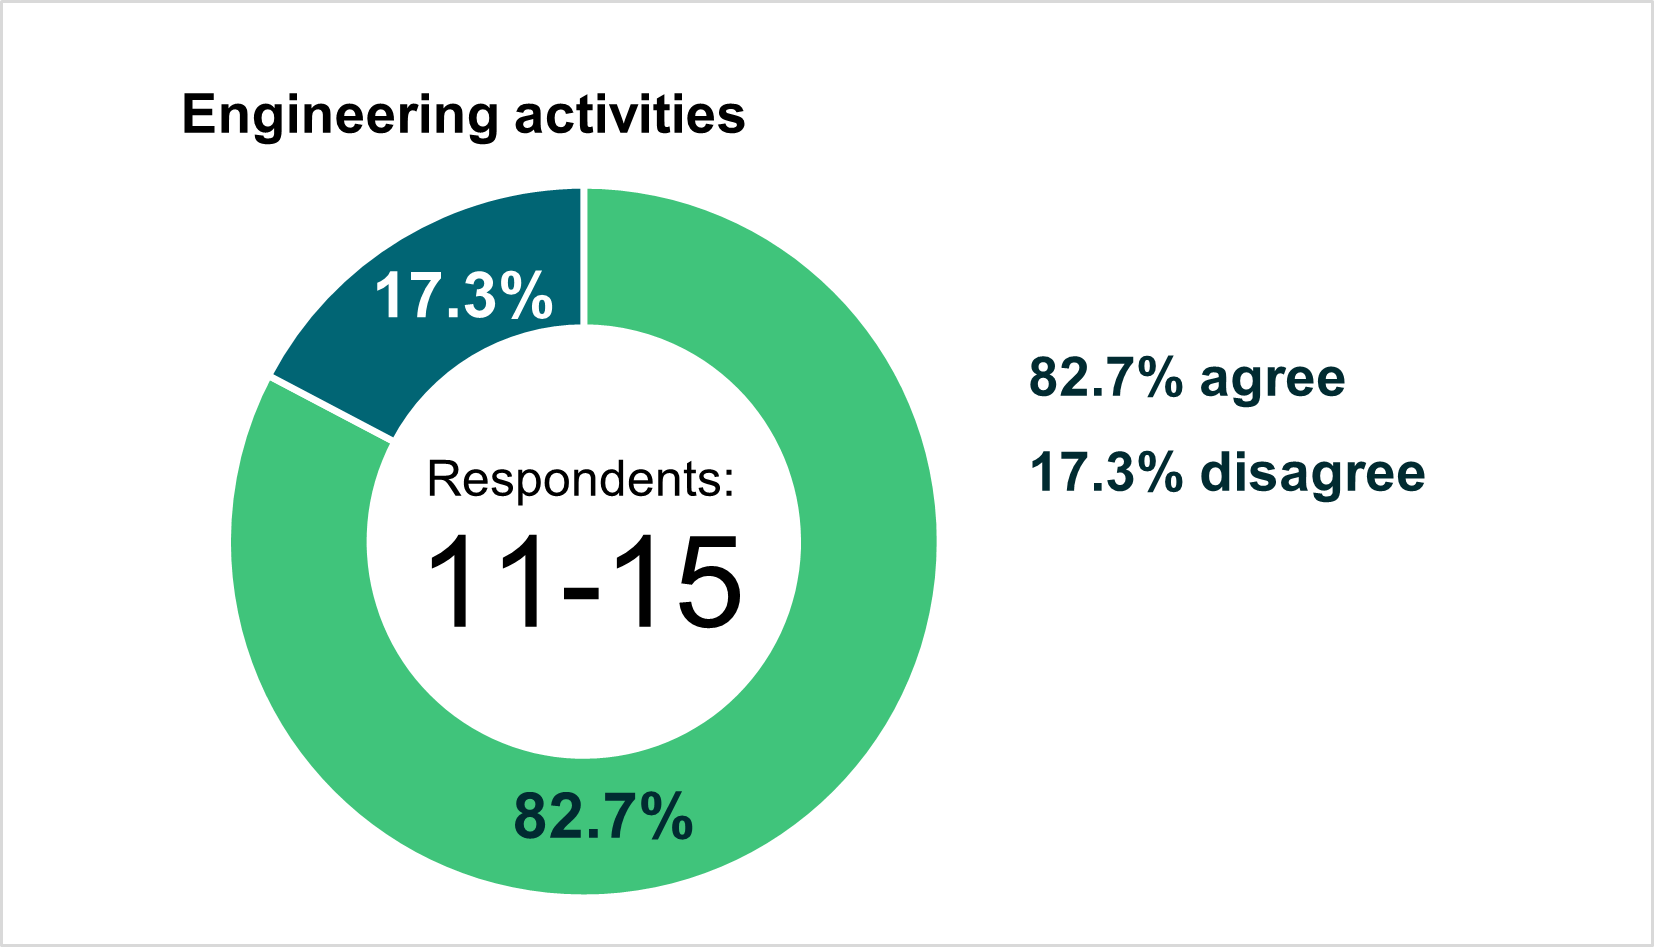 Engineering activities
17.3%
82.7% agree
17.3% disagree
Respondents:
11-15
82.7%